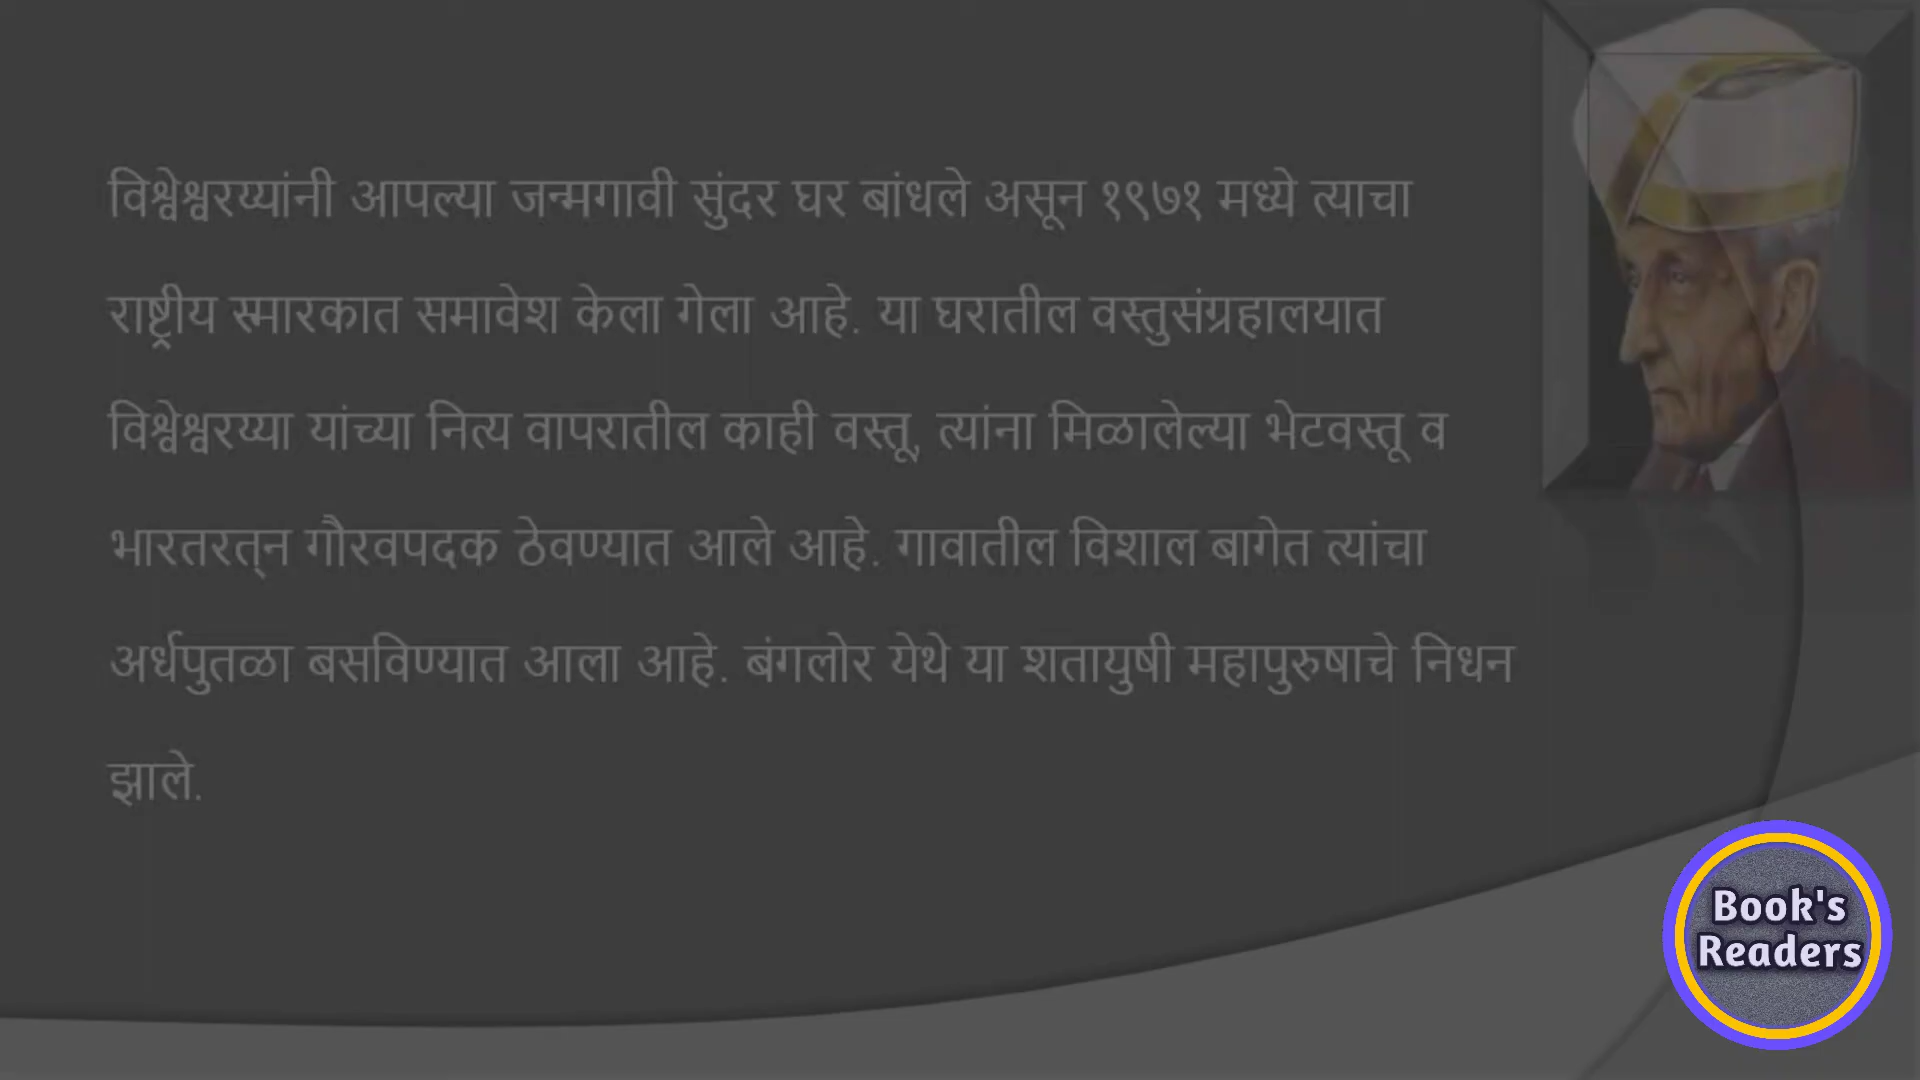 विश्वेश्वरय्यांनी आपल्या जन्मगावी सुंदर घर बांधले असून १९७१ मध्ये त्याचा
राष्ट्रीय स्मारकात समावेश केला गेला आहे. या घरातील वस्तुसंग्रहालयात
विश्वेश्वरय्या यांच्या नित्य वापरातील काही वस्तू, त्यांना मिळालेल्या भेटवस्तू व
भारतरत्‌न गौरवपदक ठेवण्यात आले आहे. गावातील विशाल बागेत त्यांचा
अर्धपुतळा बसविण्यात आला आहे. बंगलोर येथे या शतायुषी महापुरुषाचे निधन
झाले.
Book's
Readers